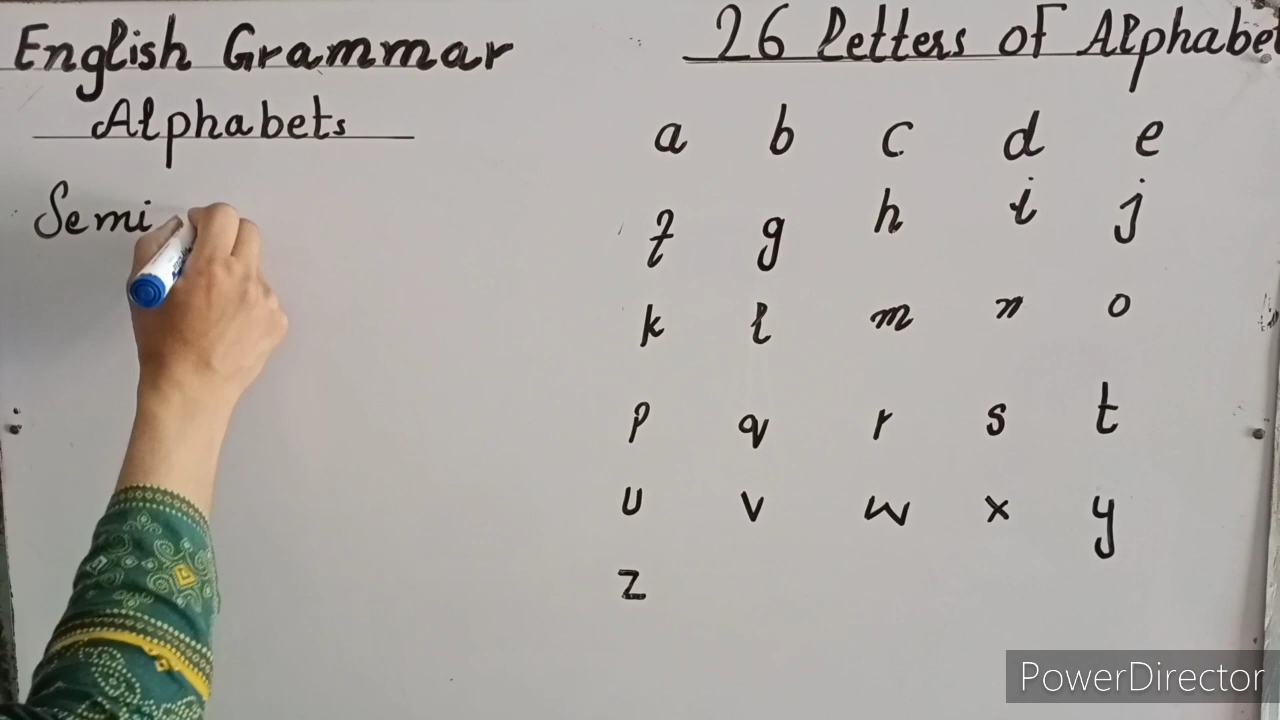 English Grammar
Alphabets
Semi
26 Letters of Alphabet
a b c d e
f g h i j
k l m n o
p q r s t
u v w x y
z
PowerDirector